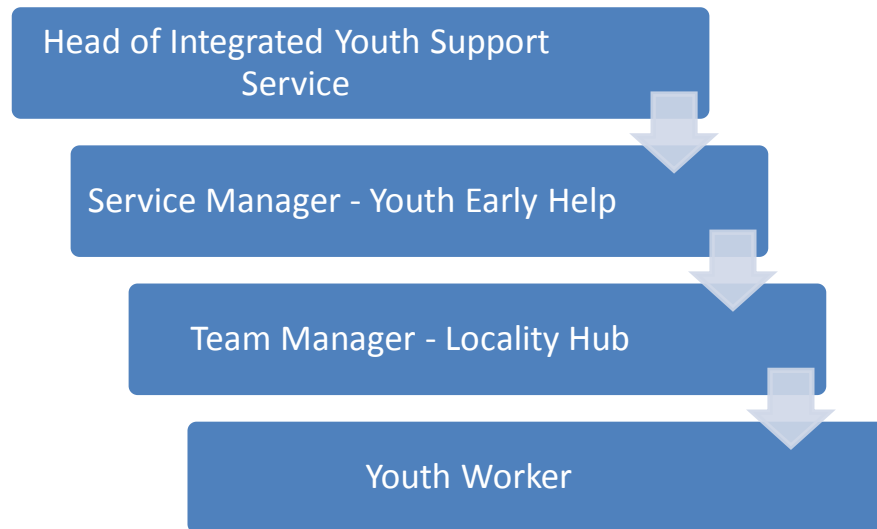 Head of Integrated Youth Support
Service
Service Manager - Youth Early Help
Team Manager - Locality Hub
Youth Worker